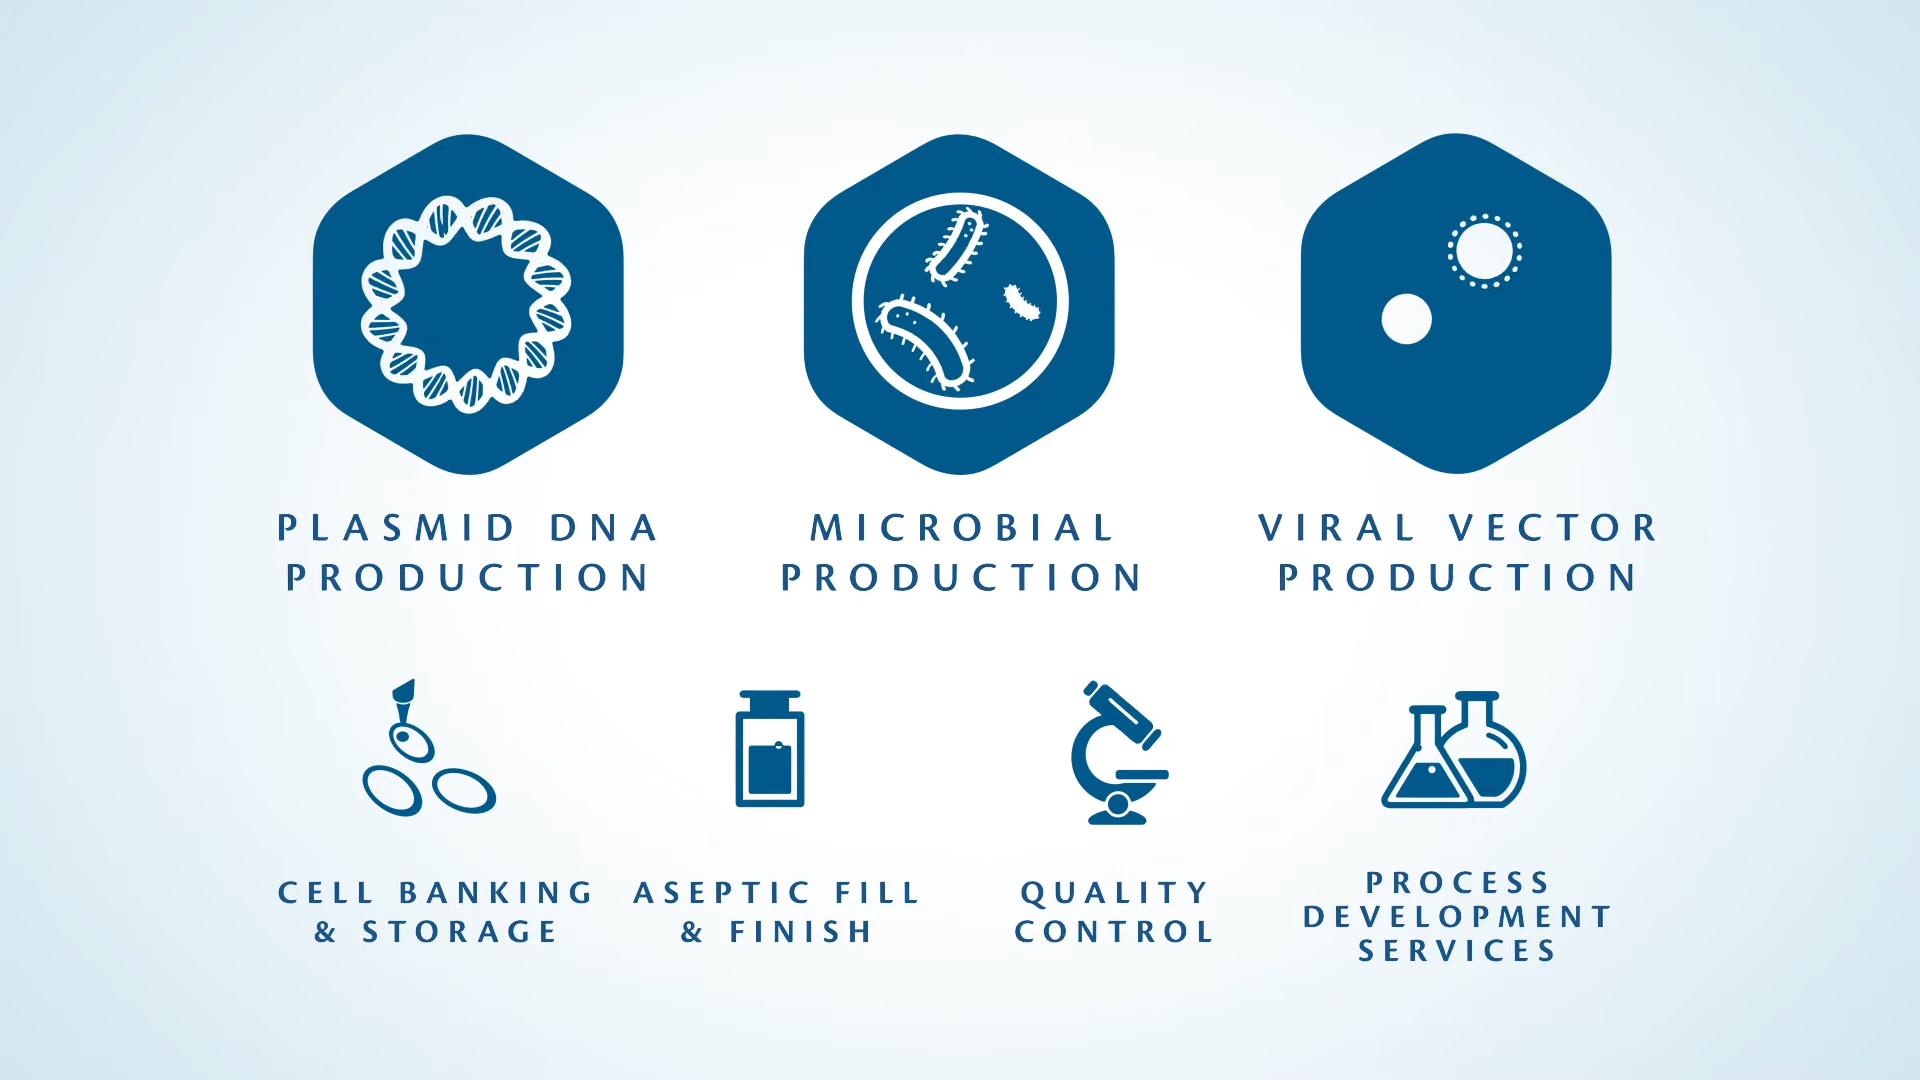 PLASMID DNA
PRODUCTION
MICROBIAL
PRODUCTION
VIRAL VECTOR
PRODUCTION
CELL BANKING
& STORAGE
ASEPTIC FILL
& FINISH
QUALITY
CONTROL
PROCESS
DEVELOPMENT
SERVICES